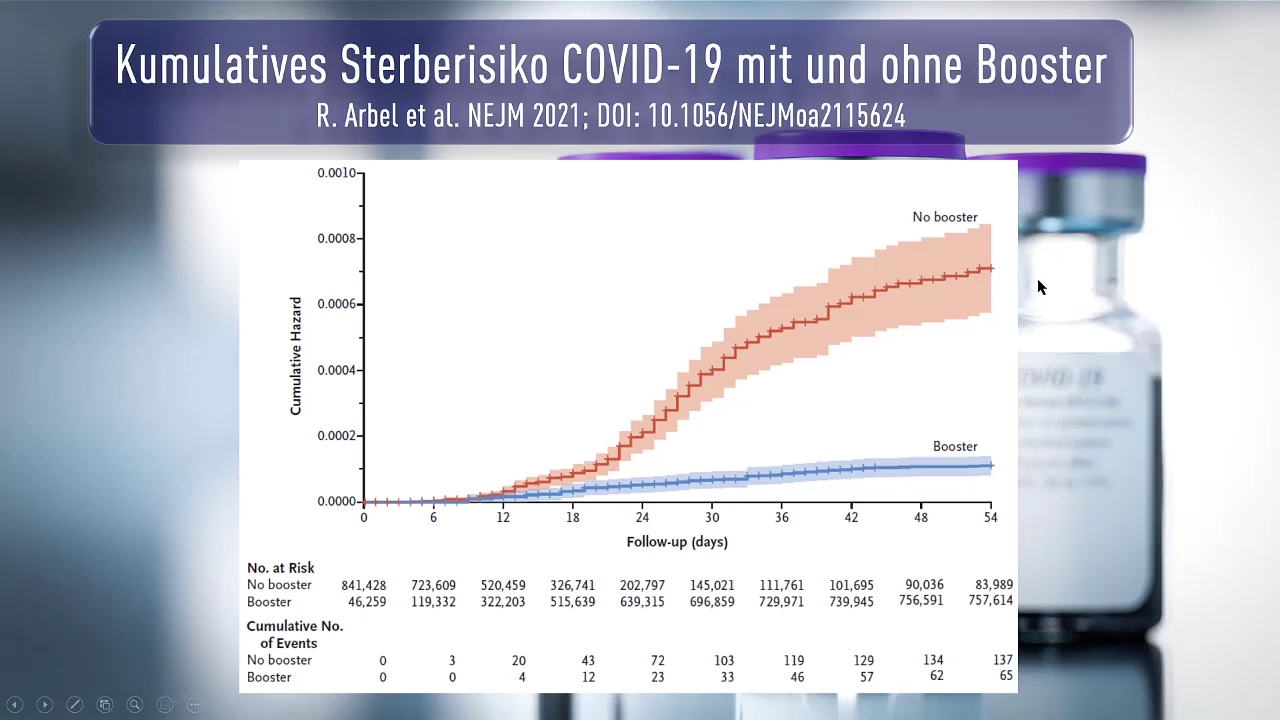 Kumulatives Sterberisiko COVID-19 mit und ohne Booster
R. Arbel et al. NEJM 2021; DOI: 10.1056/NEJMoa2115624
0.0010
0.0008
0.0006
0.0004
0.0002
0.0000
Cumulative Hazard
No booster
Booster
0 6 12 18 24 30 36 42 48 54
Follow-up (days)
No. at Risk
No booster 841,428 723,609 520,459 326,741 202,797 145,021 111,761 101,695 90,036 83,989
Booster 46,259 119,332 322,203 515,639 639,315 696,859 729,971 739,945 756,591 757,614
Cumulative No.
of Events
No booster 0 3 20 43 72 103 119 129 134 137
Booster 0 0 4 12 23 33 46 57 62 65